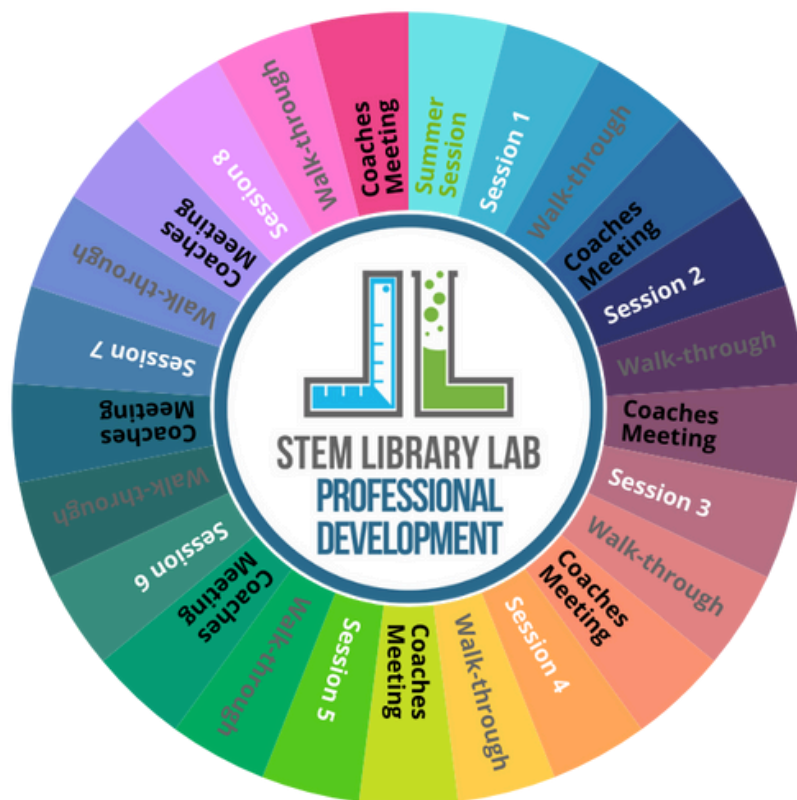 Summer
Session
Session 1
Walk-through
Coaches
Meeting
Session 2
Walk-through
Coaches
Meeting
Session 3
Walk-through
Coaches
Meeting
Session 4
Walk-through
Coaches
Meeting
Session 5
Walk-through
Coaches
Meeting
Session 6
Walk-through
Coaches
Meeting
Session 7
Walk-through
Coaches
Meeting
Session 8
Walk-through
Coaches
Meeting
STEM LIBRARY LAB
PROFESSIONAL
DEVELOPMENT